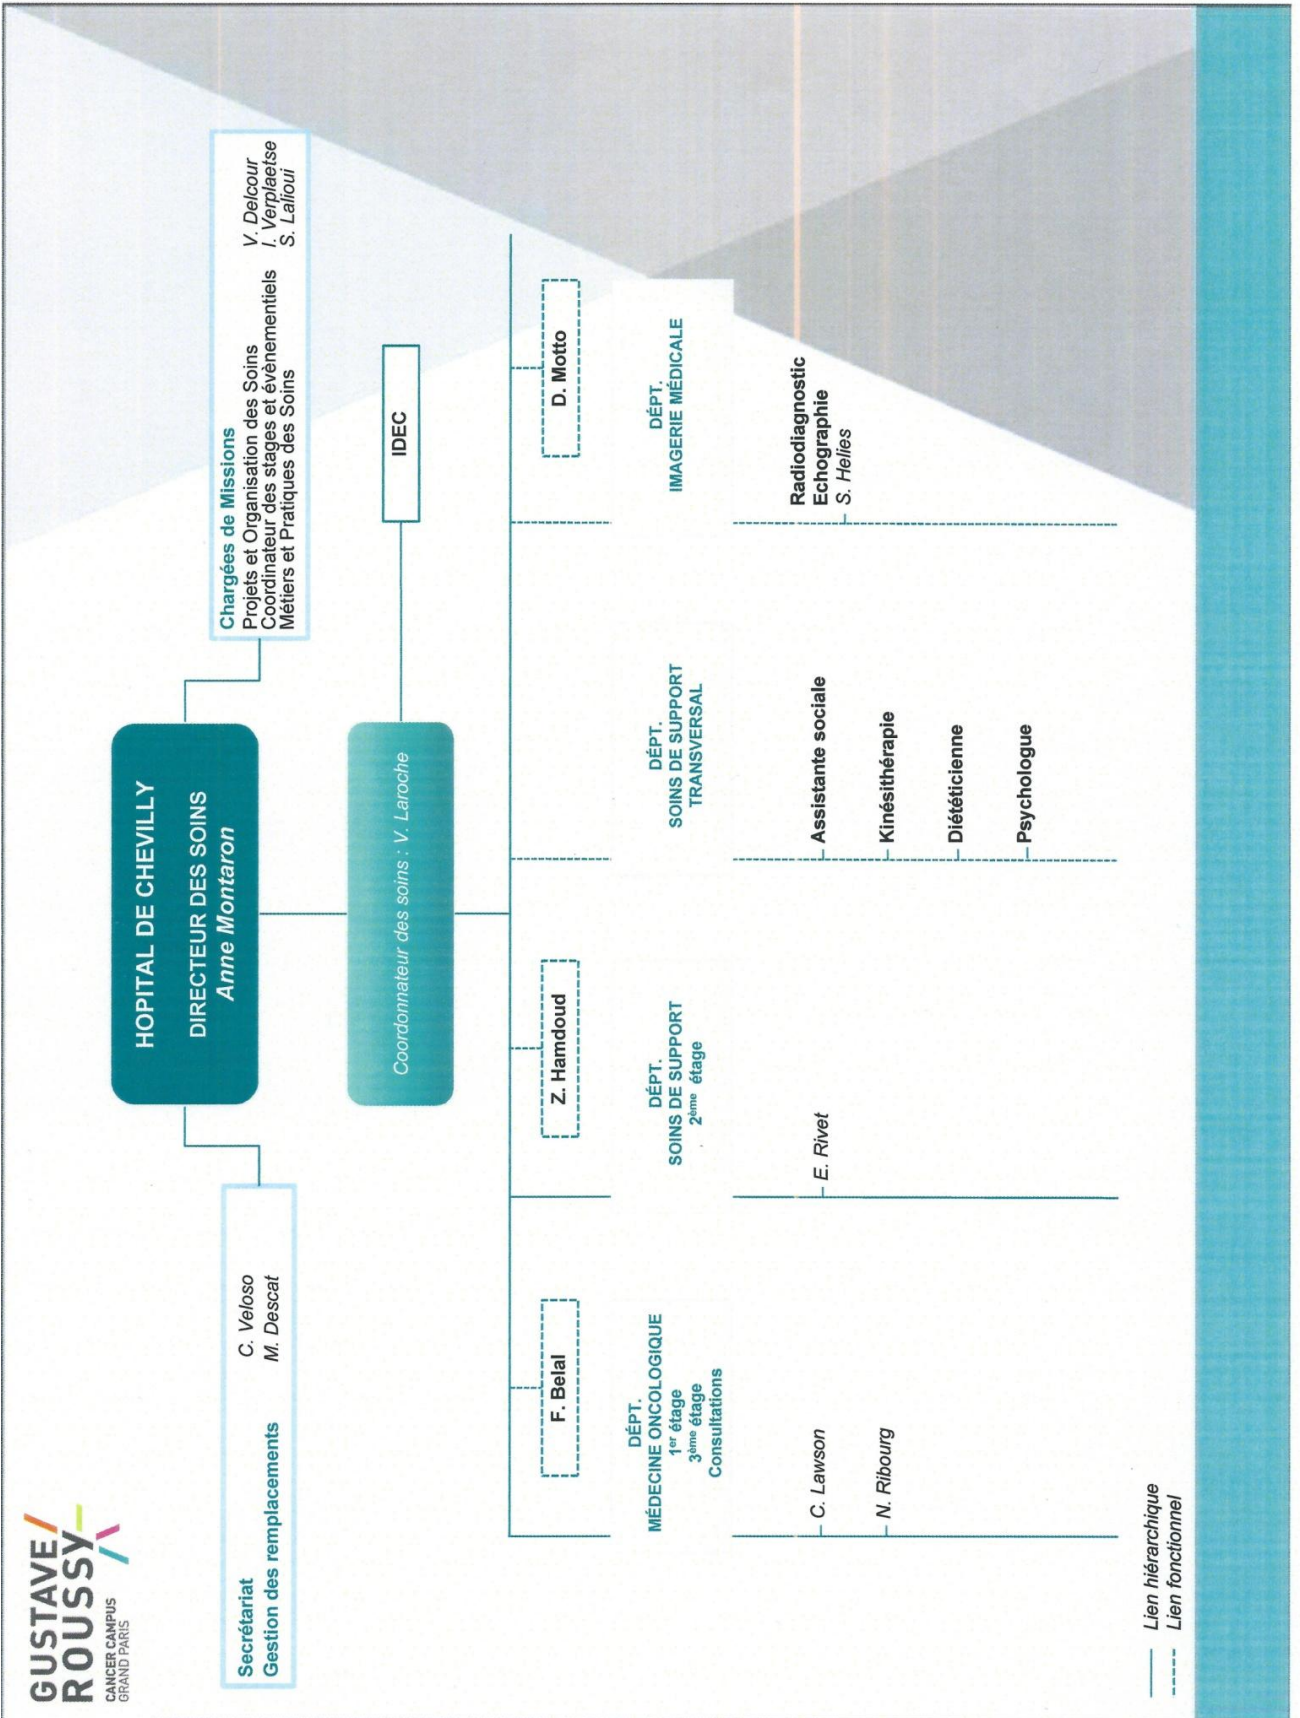 GUSTAVE
ROUSSY
CANCER CAMPUS
GRAND PARIS
HOPITAL DE CHEVILLY
DIRECTEUR DES SOINS
Anne Montaron
Secrétariat C. Veloso
Gestion des remplacements M. Descat
Chargées de Missions
Projets et Organisation des Soins V. Delcour
Coordinateur des stages et événementiels I. Verplaetse
Métiers et Pratiques des Soins S. Lalioui
Coordonnateur des soins : V. Laroche
IDEC
F. Belal
Z. Hamdoud
D. Motto
DÉPT.
MÉDECINE ONCOLOGIQUE
1er étage
3ème étage
Consultations
DÉPT.
SOINS DE SUPPORT
2ème étage
DÉPT.
SOINS DE SUPPORT
TRANSVERSAL
DÉPT.
IMAGERIE MÉDICALE
C. Lawson
N. Ribourg
E. Rivet
Assistante sociale
Kinésithérapie
Diététicienne
Psychologue
Radiodiagnostic
Echographie
S. Helies
Lien hiérarchique
Lien fonctionnel